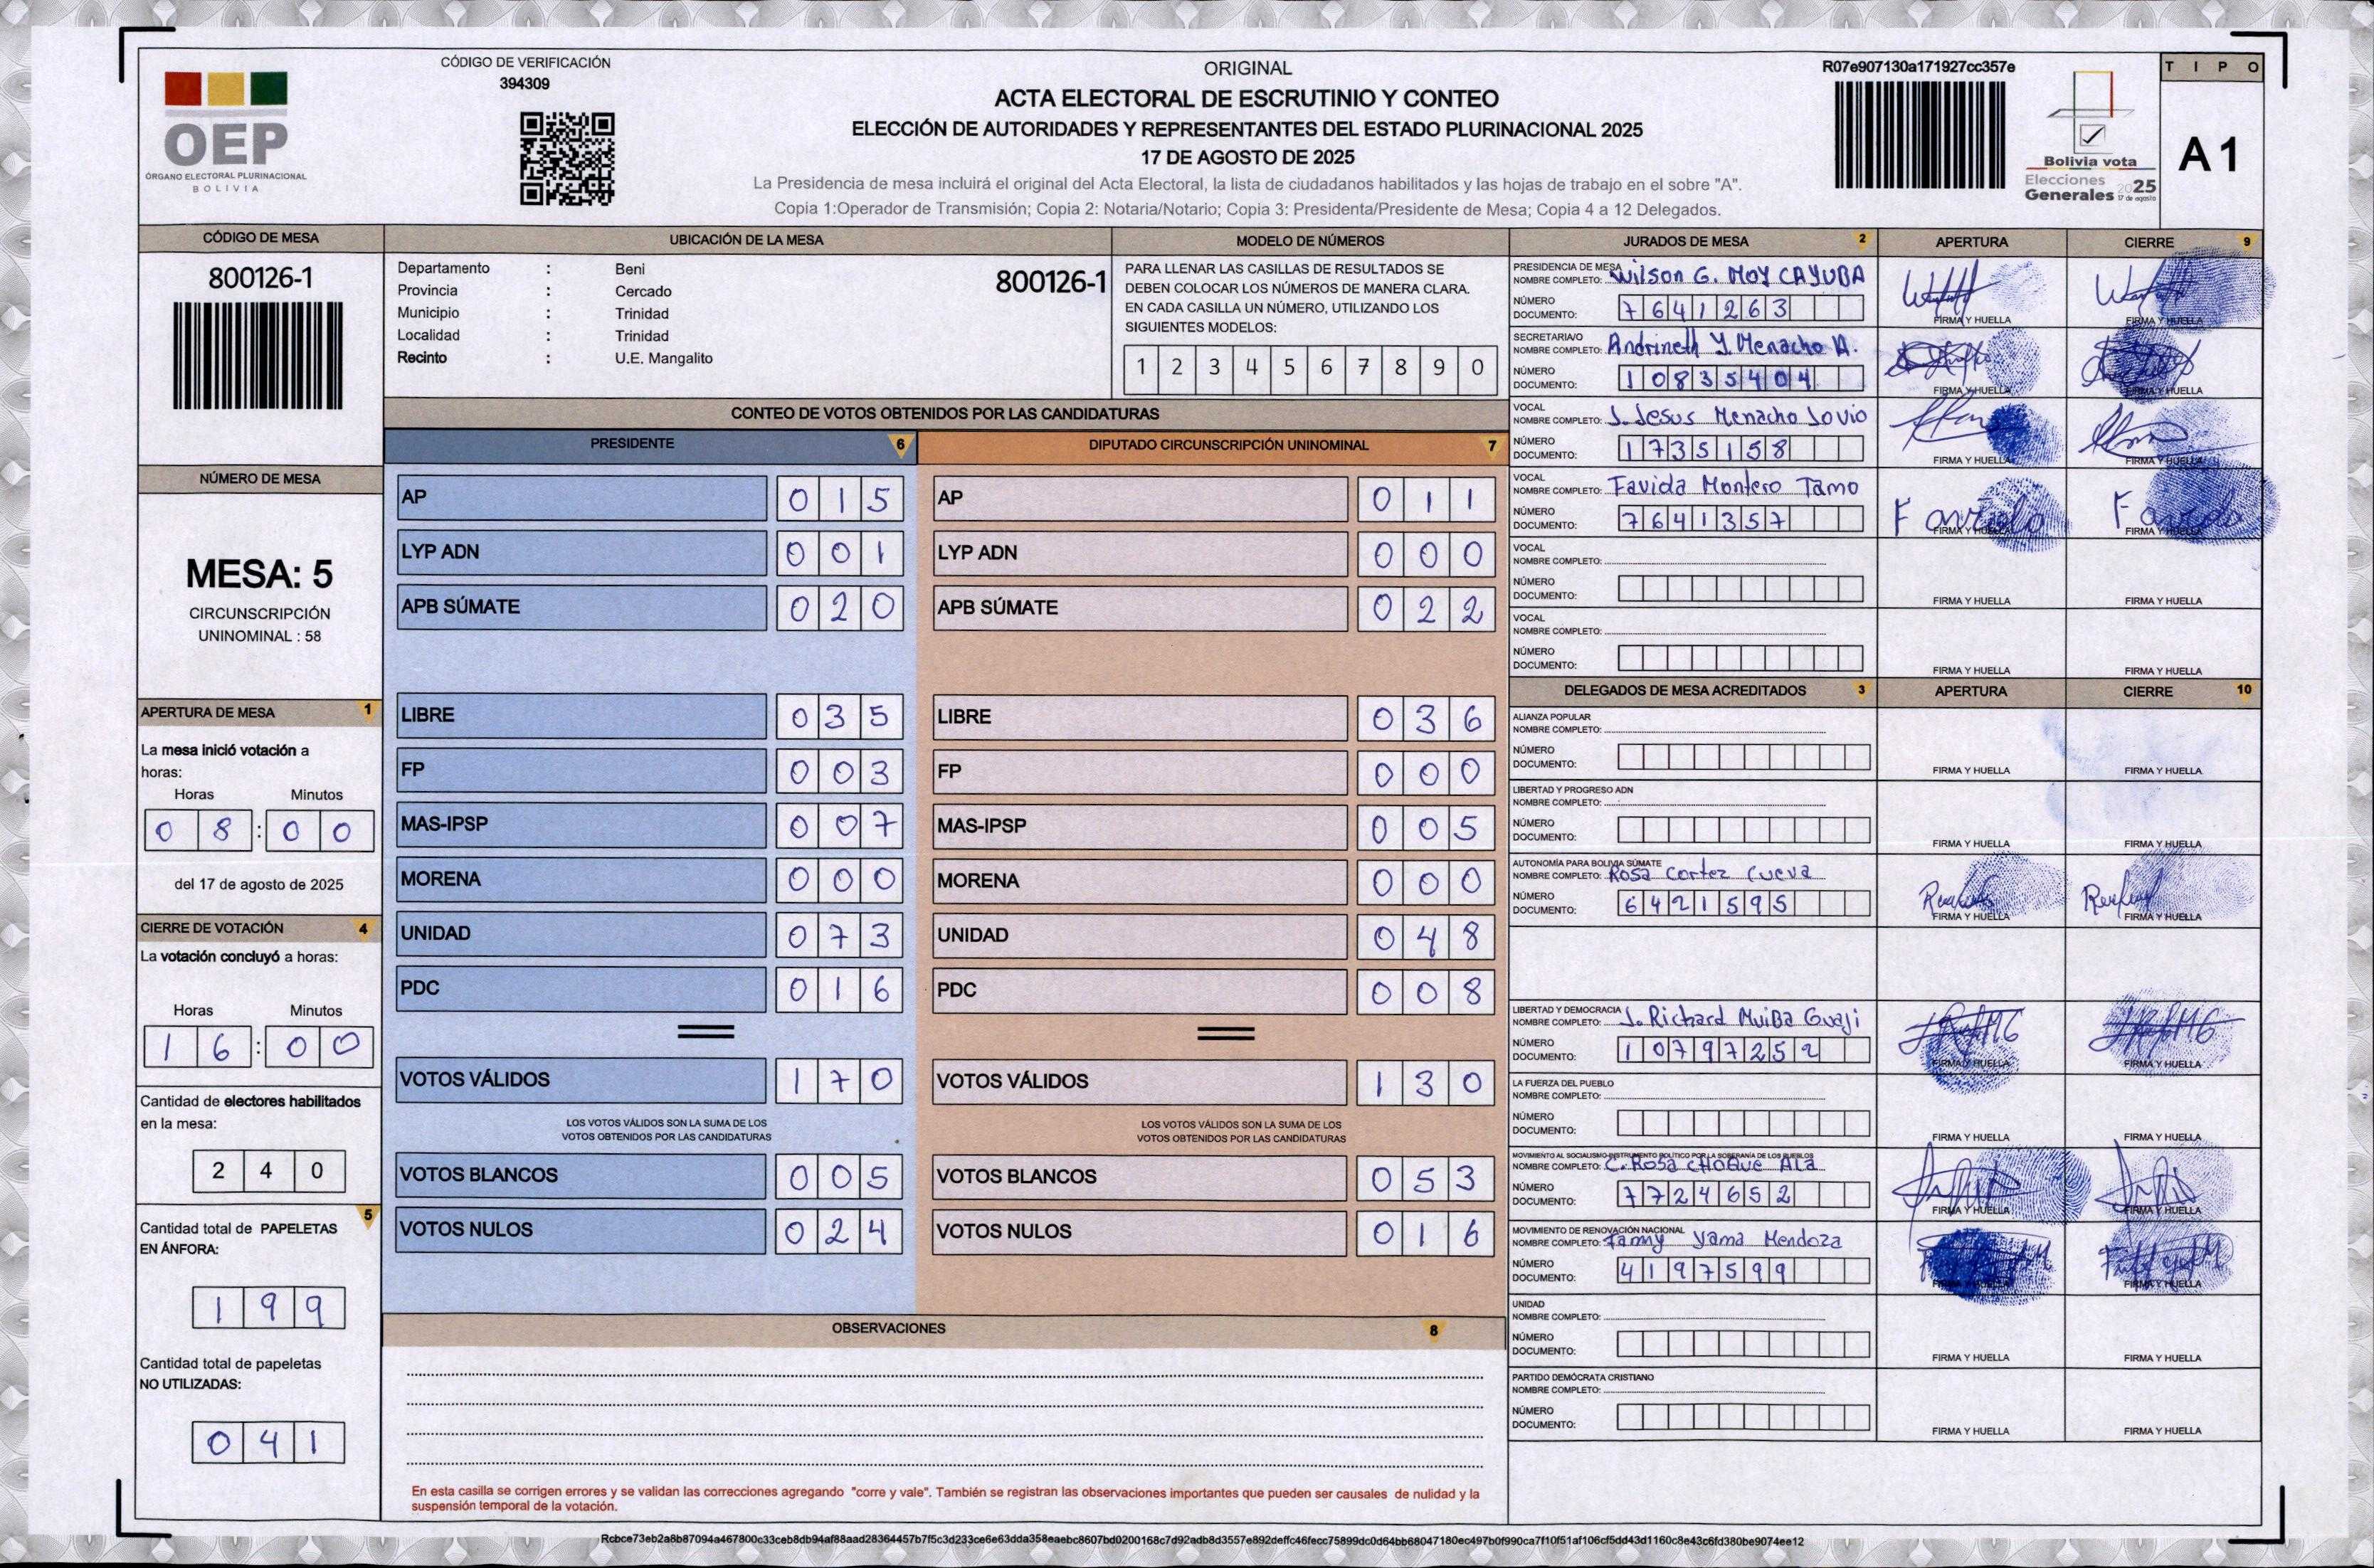 CÓDIGO DE VERIFICACIÓN
394309
OEP
ÓRGANO ELECTORAL PLURINACIONAL
BOLIVIA
ORIGINAL
ACTA ELECTORAL DE ESCRUTINIO Y CONTEO
ELECCIÓN DE AUTORIDADES Y REPRESENTANTES DEL ESTADO PLURINACIONAL 2025
17 DE AGOSTO DE 2025
La Presidencia de mesa incluirá el original del Acta Electoral, la lista de ciudadanos habilitados y las hojas de trabajo en el sobre "A".
Copia 1:Operador de Transmisión; Copia 2: Notaria/Notario; Copia 3: Presidenta/Presidente de Mesa; Copia 4 a 12 Delegados.
R07e907130a171927cc357e
Bolivia vota
Elecciones
Generales 2025
17 de agosto
TIPO
A1
CÓDIGO DE MESA
800126-1
NÚMERO DE MESA
MESA: 5
CIRCUNSCRIPCIÓN
UNINOMINAL : 58
APERTURA DE MESA 1
La mesa inició votación a
horas:
Horas Minutos
08:00
del 17 de agosto de 2025
CIERRE DE VOTACIÓN 4
La votación concluyó a horas:
Horas Minutos
16:00
Cantidad de electores habilitados
en la mesa:
240
5
Cantidad total de PAPELETAS
EN ÁNFORA:
199
Cantidad total de papeletas
NO UTILIZADAS:
041
UBICACIÓN DE LA MESA
Departamento : Beni
Provincia : Cercado
Municipio : Trinidad
Localidad : Trinidad
Recinto : U.E. Mangalito
800126-1
MODELO DE NÚMEROS
PARA LLENAR LAS CASILLAS DE RESULTADOS SE
DEBEN COLOCAR LOS NÚMEROS DE MANERA CLARA.
EN CADA CASILLA UN NÚMERO, UTILIZANDO LOS
SIGUIENTES MODELOS:
1 2 3 4 5 6 7 8 9 0
CONTEO DE VOTOS OBTENIDOS POR LAS CANDIDATURAS
PRESIDENTE 6
AP 015
LYP ADN 001
APB SÚMATE 020
LIBRE 035
FP 003
MAS-IPSP 007
MORENA 000
UNIDAD 073
PDC 016
VOTOS VÁLIDOS 170
LOS VOTOS VÁLIDOS SON LA SUMA DE LOS
VOTOS OBTENIDOS POR LAS CANDIDATURAS
VOTOS BLANCOS 005
VOTOS NULOS 024
DIPUTADO CIRCUNSCRIPCIÓN UNINOMINAL 7
AP 011
LYP ADN 000
APB SÚMATE 022
LIBRE 036
FP 000
MAS-IPSP 005
MORENA 000
UNIDAD 048
PDC 008
VOTOS VÁLIDOS 130
LOS VOTOS VÁLIDOS SON LA SUMA DE LOS
VOTOS OBTENIDOS POR LAS CANDIDATURAS
VOTOS BLANCOS 053
VOTOS NULOS 016
OBSERVACIONES 8
En esta casilla se corrigen errores y se validan las correcciones agregando "corre y vale". También se registran las observaciones importantes que pueden ser causales de nulidad y la
suspensión temporal de la votación.
JURADOS DE MESA 2 APERTURA CIERRE 9
PRESIDENCIA DE MESA
NOMBRE COMPLETO: Wilson G. MOY CAYUBA
NÚMERO
DOCUMENTO: 7641263
FIRMA Y HUELLA FIRMA Y HUELLA
SECRETARIA/O
NOMBRE COMPLETO: Andrineth Y. Menacho A.
NÚMERO
DOCUMENTO: 10835404
FIRMA Y HUELLA FIRMA Y HUELLA
VOCAL
NOMBRE COMPLETO: J. Jesus Menacho Jovio
NÚMERO
DOCUMENTO: 1735158
FIRMA Y HUELLA FIRMA Y HUELLA
VOCAL
NOMBRE COMPLETO: Favida Montero Tamo
NÚMERO
DOCUMENTO: 7641357
FIRMA Y HUELLA FIRMA Y HUELLA
VOCAL
NOMBRE COMPLETO:
NÚMERO
DOCUMENTO:
FIRMA Y HUELLA FIRMA Y HUELLA
VOCAL
NOMBRE COMPLETO:
NÚMERO
DOCUMENTO:
FIRMA Y HUELLA FIRMA Y HUELLA
DELEGADOS DE MESA ACREDITADOS 3 APERTURA CIERRE 10
ALIANZA POPULAR
NOMBRE COMPLETO:
NÚMERO
DOCUMENTO:
FIRMA Y HUELLA FIRMA Y HUELLA
LIBERTAD Y PROGRESO ADN
NOMBRE COMPLETO:
NÚMERO
DOCUMENTO:
FIRMA Y HUELLA FIRMA Y HUELLA
AUTONOMÍA PARA BOLIVIA SÚMATE
NOMBRE COMPLETO: Rosa Cortez Cueva
NÚMERO
DOCUMENTO: 6421595
FIRMA Y HUELLA FIRMA Y HUELLA
LIBERTAD Y DEMOCRACIA
NOMBRE COMPLETO: J. Richard MuiBa Guaji
NÚMERO
DOCUMENTO: 10797252
FIRMA Y HUELLA FIRMA Y HUELLA
LA FUERZA DEL PUEBLO
NOMBRE COMPLETO:
NÚMERO
DOCUMENTO:
FIRMA Y HUELLA FIRMA Y HUELLA
MOVIMIENTO AL SOCIALISMO-INSTRUMENTO POLÍTICO POR LA SOBERANÍA DE LOS PUEBLOS
NOMBRE COMPLETO: C. Rosa CHOQUE Ala
NÚMERO
DOCUMENTO: 7724652
FIRMA Y HUELLA FIRMA Y HUELLA
MOVIMIENTO DE RENOVACIÓN NACIONAL
NOMBRE COMPLETO: Fanny Yama Mendoza
NÚMERO
DOCUMENTO: 4197599
FIRMA Y HUELLA FIRMA Y HUELLA
UNIDAD
NOMBRE COMPLETO:
NÚMERO
DOCUMENTO:
FIRMA Y HUELLA FIRMA Y HUELLA
PARTIDO DEMÓCRATA CRISTIANO
NOMBRE COMPLETO:
NÚMERO
DOCUMENTO:
FIRMA Y HUELLA FIRMA Y HUELLA